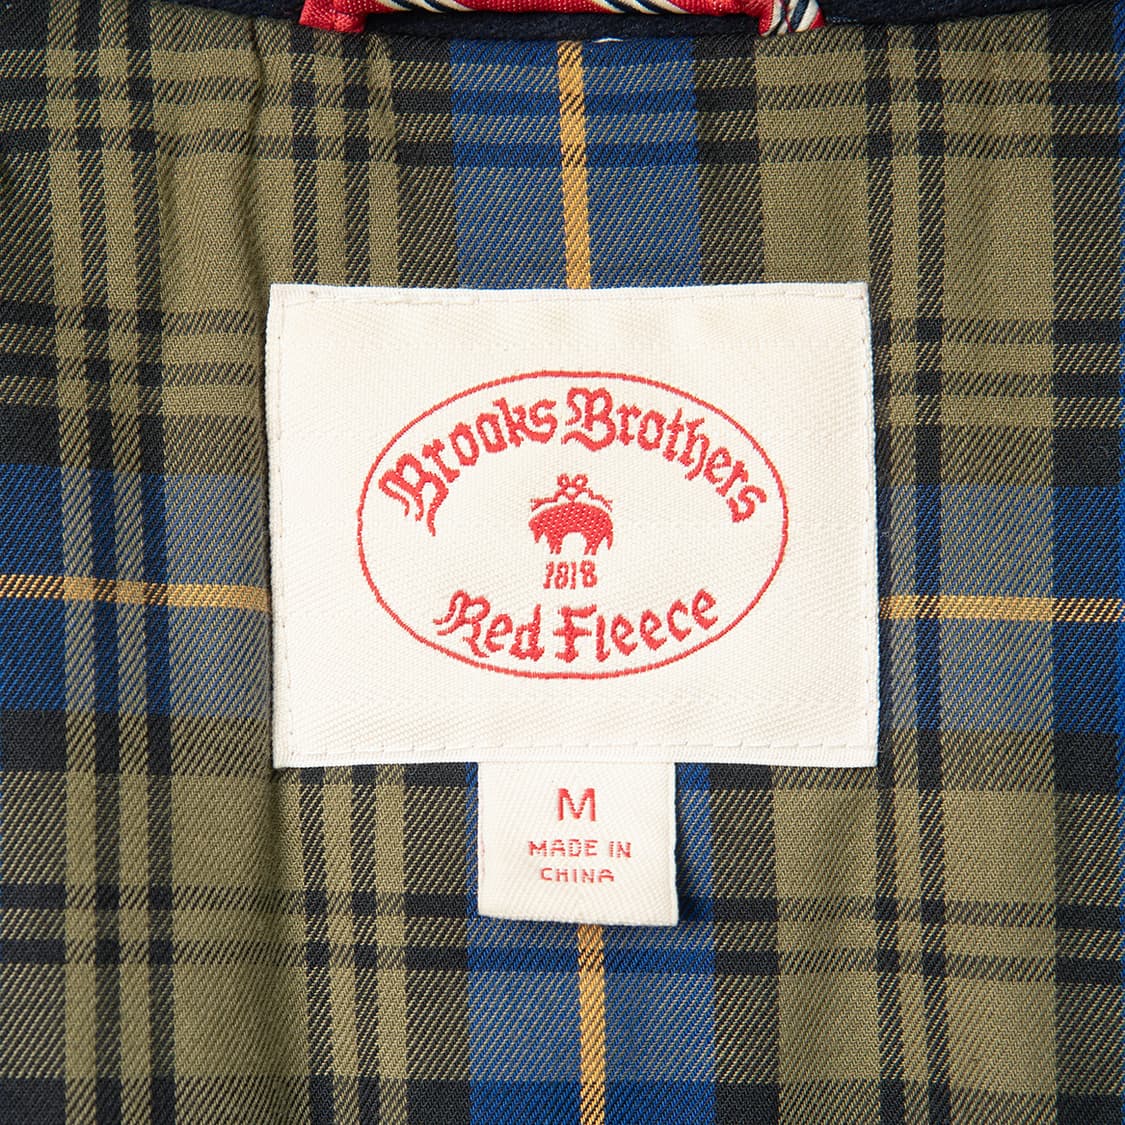 Brooks Brothers
1818
Red Fleece
M
MADE IN
CHINA